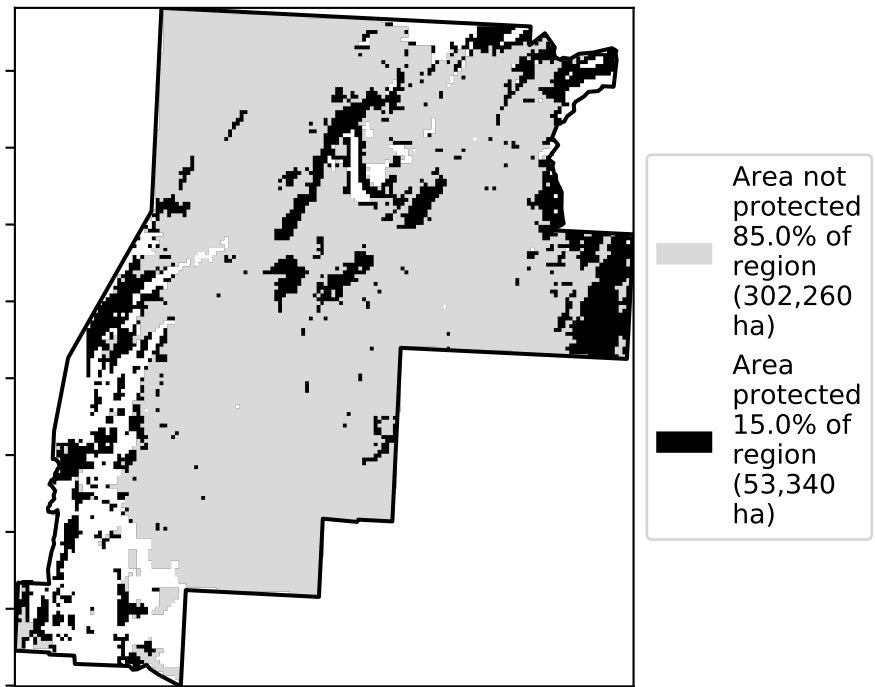 Area not
protected
85.0% of
region
(302,260
ha)
Area
protected
15.0% of
region
(53,340
ha)